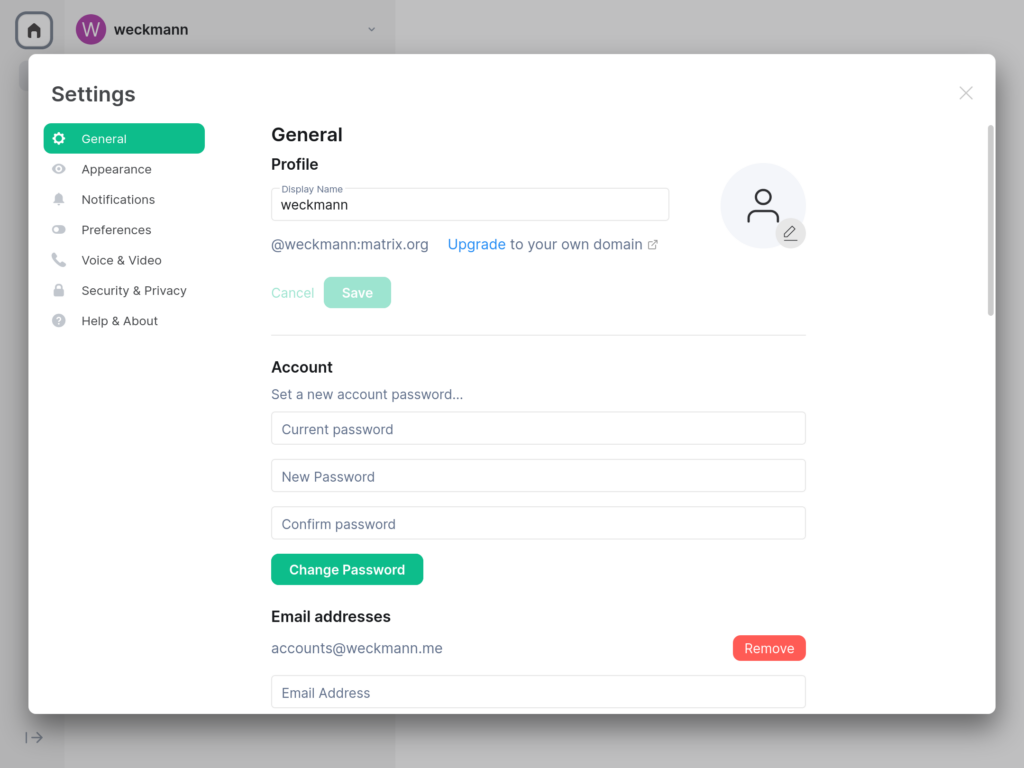 W weckmann
Settings
General
Appearance
Notifications
Preferences
Voice & Video
Security & Privacy
Help & About
General
Profile
Display Name
weckmann
@weckmann:matrix.org Upgrade to your own domain
Cancel Save
Account
Set a new account password...
Current password
New Password
Confirm password
Change Password
Email addresses
accounts@weckmann.me Remove
Email Address